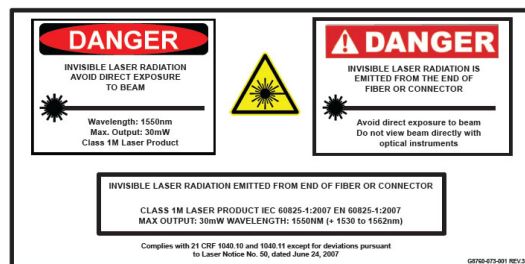 DANGER
INVISIBLE LASER RADIATION
AVOID DIRECT EXPOSURE
TO BEAM
Wavelength: 1550nm
Max. Output: 30mW
Class 1M Laser Product
DANGER
INVISIBLE LASER RADIATION IS
EMITTED FROM THE END OF
FIBER OR CONNECTOR
Avoid direct exposure to beam
Do not view beam directly with
optical instruments
INVISIBLE LASER RADIATION EMITTED FROM END OF FIBER OR CONNECTOR
CLASS 1M LASER PRODUCT IEC 60825-1:2007 EN 60825-1:2007
MAX OUTPUT: 30mW WAVELENGTH: 1550NM (+ 1530 to 1562nm)
Complies with 21 CRF 1040.10 and 1040.11 except for deviations pursuant
to Laser Notice No. 50, dated June 24, 2007
G8760-073-001 REV.3